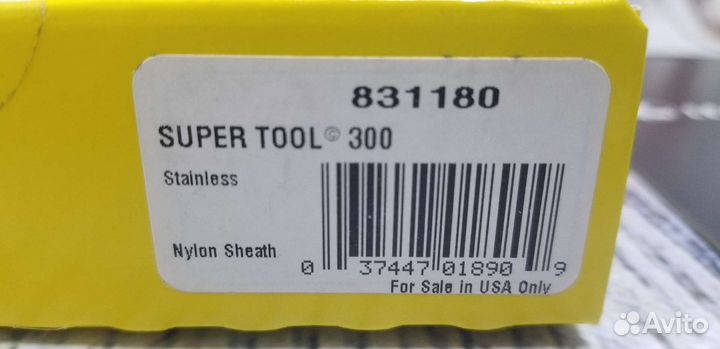 831180
SUPER TOOL© 300
Stainless
Nylon Sheath
0 37447 01890 9
For Sale in USA Only
Avito